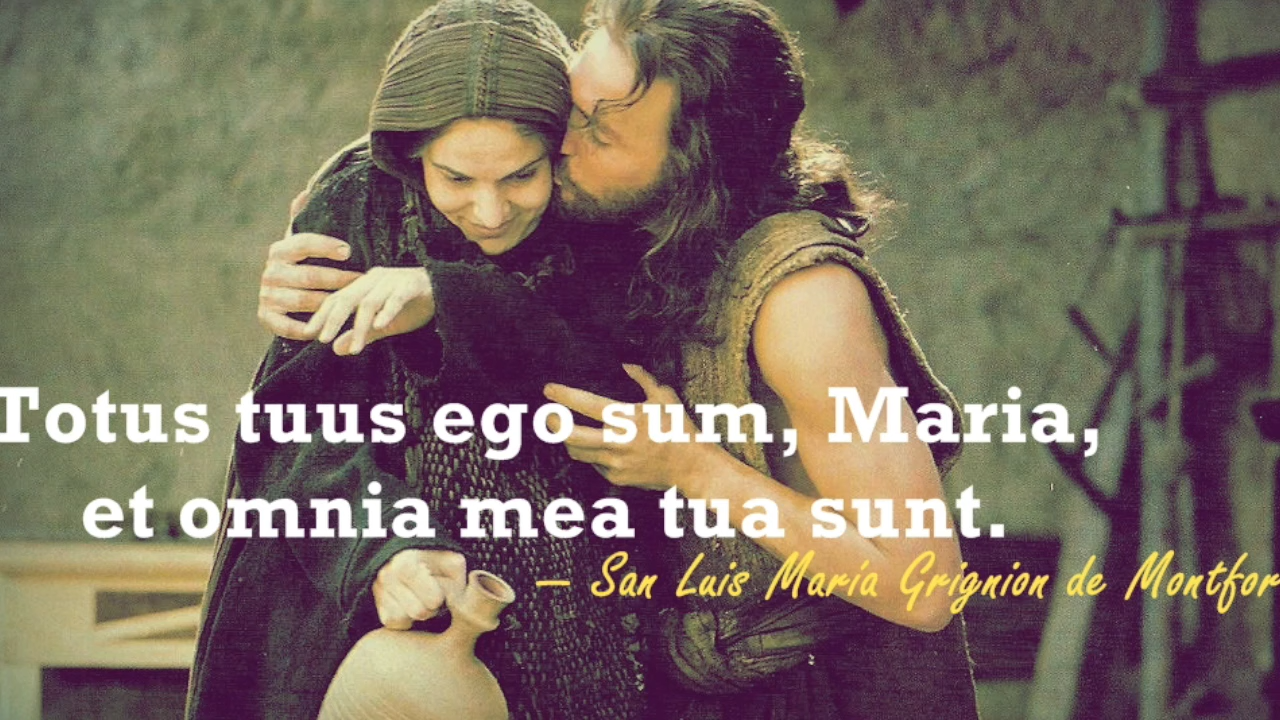 Totus tuus ego sum, Maria,
et omnia mea tua sunt.
— San Luis María Grignion de Montfor